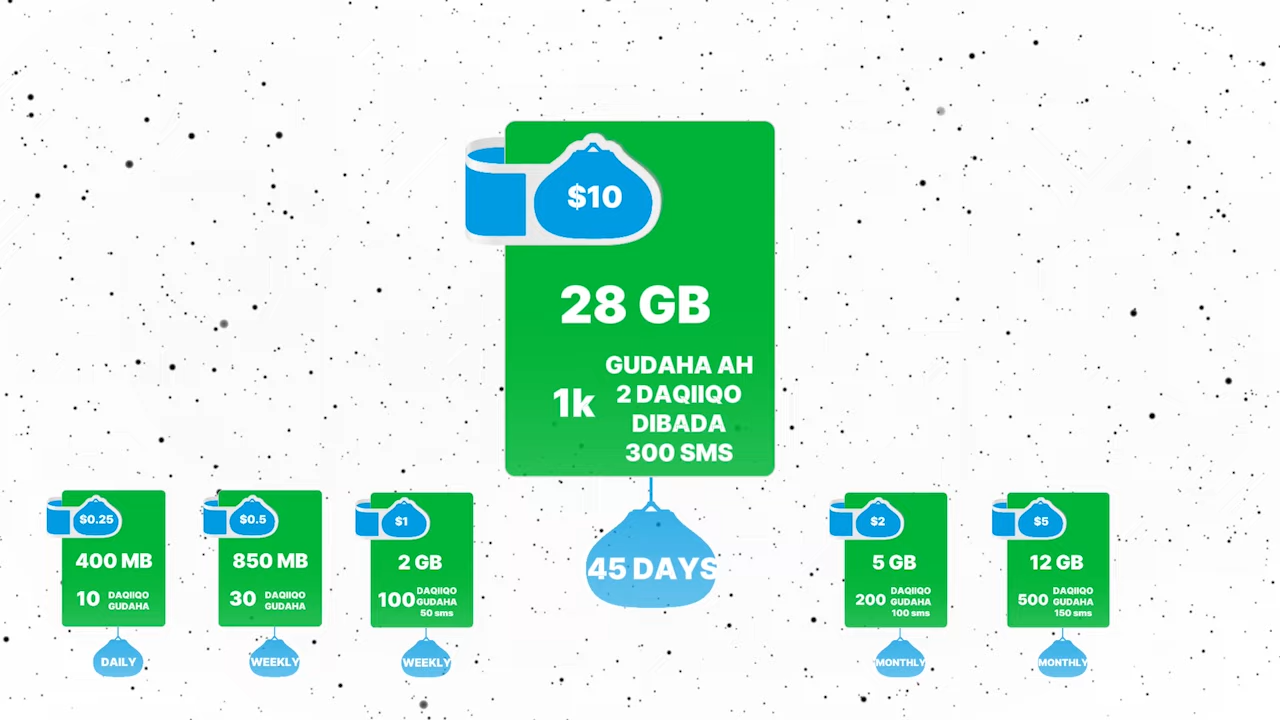 $10
28 GB
1k
GUDAHA AH
2 DAQIIQO
DIBADA
300 SMS
45 DAYS
$0.25
400 MB
10
DAQIIQO
GUDAHA
DAILY
$0.5
850 MB
30
DAQIIQO
GUDAHA
WEEKLY
$1
2 GB
100
DAQIIQO
GUDAHA
50 sms
WEEKLY
$2
5 GB
200
DAQIIQO
GUDAHA
100 sms
MONTHLY
$5
12 GB
500
DAQIIQO
GUDAHA
150 sms
MONTHLY